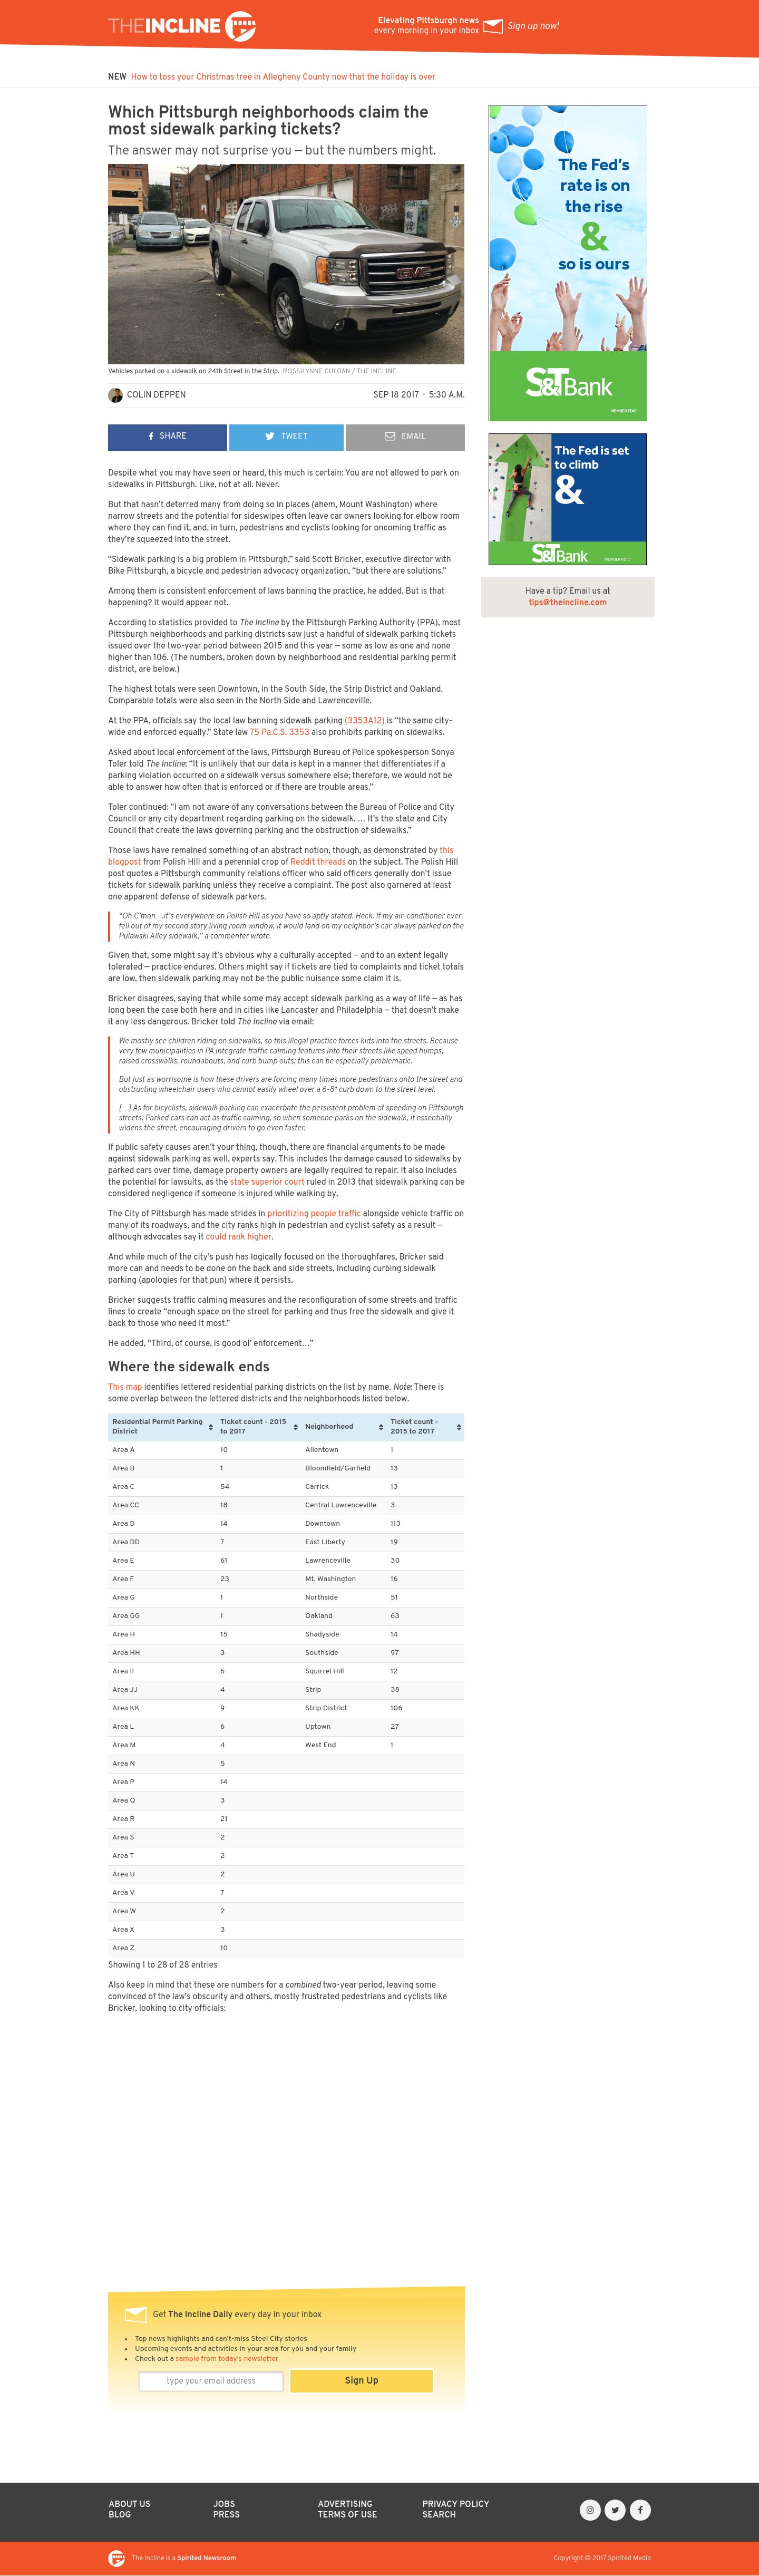 THEINCLINE
Elevating Pittsburgh news
every morning in your inbox
Sign up now!
NEW How to toss your Christmas tree in Allegheny County now that the holiday is over
Which Pittsburgh neighborhoods claim the
most sidewalk parking tickets?
The answer may not surprise you — but the numbers might.
GMC
Vehicles parked on a sidewalk on 24th Street in the Strip. ROSSILYNNE CULGAN / THE INCLINE
COLIN DEPPEN
SEP 18 2017 · 5:30 A.M.
SHARE
TWEET
EMAIL
Despite what you may have seen or heard, this much is certain: You are not allowed to park on
sidewalks in Pittsburgh. Like, not at all. Never.
But that hasn't deterred many from doing so in places (ahem, Mount Washington) where
narrow streets and the potential for sideswipes often leave car owners looking for elbow room
where they can find it, and, in turn, pedestrians and cyclists looking for oncoming traffic as
they're squeezed into the street.
"Sidewalk parking is a big problem in Pittsburgh," said Scott Bricker, executive director with
Bike Pittsburgh, a bicycle and pedestrian advocacy organization, "but there are solutions."
Among them is consistent enforcement of laws banning the practice, he added. But is that
happening? It would appear not.
According to statistics provided to The Incline by the Pittsburgh Parking Authority (PPA), most
Pittsburgh neighborhoods and parking districts saw just a handful of sidewalk parking tickets
issued over the two-year period between 2015 and this year — some as low as one and none
higher than 106. (The numbers, broken down by neighborhood and residential parking permit
district, are below.)
The highest totals were seen Downtown, in the South Side, the Strip District and Oakland.
Comparable totals were also seen in the North Side and Lawrenceville.
At the PPA, officials say the local law banning sidewalk parking (3353A12) is "the same city-
wide and enforced equally." State law 75 Pa.C.S. 3353 also prohibits parking on sidewalks.
Asked about local enforcement of the laws, Pittsburgh Bureau of Police spokesperson Sonya
Toler told The Incline: "It is unlikely that our data is kept in a manner that differentiates if a
parking violation occurred on a sidewalk versus somewhere else; therefore, we would not be
able to answer how often that is enforced or if there are trouble areas."
Toler continued: "I am not aware of any conversations between the Bureau of Police and City
Council or any city department regarding parking on the sidewalk. … It's the state and City
Council that create the laws governing parking and the obstruction of sidewalks."
Those laws have remained something of an abstract notion, though, as demonstrated by this
blogpost from Polish Hill and a perennial crop of Reddit threads on the subject. The Polish Hill
post quotes a Pittsburgh community relations officer who said officers generally don't issue
tickets for sidewalk parking unless they receive a complaint. The post also garnered at least
one apparent defense of sidewalk parkers.
"Oh C'mon….it's everywhere on Polish Hill as you have so aptly stated. Heck. If my air-conditioner ever
fell out of my second story living room window, it would land on my neighbor's car always parked on the
Pulawski Alley sidewalk," a commenter wrote.
Given that, some might say it's obvious why a culturally accepted — and to an extent legally
tolerated — practice endures. Others might say if tickets are tied to complaints and ticket totals
are low, then sidewalk parking may not be the public nuisance some claim it is.
Bricker disagrees, saying that while some may accept sidewalk parking as a way of life — as has
long been the case both here and in cities like Lancaster and Philadelphia — that doesn't make
it any less dangerous. Bricker told The Incline via email:
We mostly see children riding on sidewalks, so this illegal practice forces kids into the streets. Because
very few municipalities in PA integrate traffic calming features into their streets like speed humps,
raised crosswalks, roundabouts, and curb bump outs; this can be especially problematic.
But just as worrisome is how these drivers are forcing many times more pedestrians onto the street and
obstructing wheelchair users who cannot easily wheel over a 6-8" curb down to the street level.
[…] As for bicyclists, sidewalk parking can exacerbate the persistent problem of speeding on Pittsburgh
streets. Parked cars can act as traffic calming, so when someone parks on the sidewalk, it essentially
widens the street, encouraging drivers to go even faster.
If public safety causes aren't your thing, though, there are financial arguments to be made
against sidewalk parking as well, experts say. This includes the damage caused to sidewalks by
parked cars over time, damage property owners are legally required to repair. It also includes
the potential for lawsuits, as the state superior court ruled in 2013 that sidewalk parking can be
considered negligence if someone is injured while walking by.
The City of Pittsburgh has made strides in prioritizing people traffic alongside vehicle traffic on
many of its roadways, and the city ranks high in pedestrian and cyclist safety as a result —
although advocates say it could rank higher.
And while much of the city's push has logically focused on the thoroughfares, Bricker said
more can and needs to be done on the back and side streets, including curbing sidewalk
parking (apologies for that pun) where it persists.
Bricker suggests traffic calming measures and the reconfiguration of some streets and traffic
lines to create "enough space on the street for parking and thus free the sidewalk and give it
back to those who need it most."
He added, "Third, of course, is good ol' enforcement…"
Where the sidewalk ends
This map identifies lettered residential parking districts on the list by name. Note: There is
some overlap between the lettered districts and the neighborhoods listed below.
Residential Permit Parking District | Ticket count - 2015 to 2017 | Neighborhood | Ticket count - 2015 to 2017
Area A 10 Allentown 1
Area B 1 Bloomfield/Garfield 13
Area C 54 Carrick 13
Area CC 18 Central Lawrenceville 3
Area D 14 Downtown 113
Area DD 7 East Liberty 19
Area E 61 Lawrenceville 30
Area F 23 Mt. Washington 16
Area G 1 Northside 51
Area GG 1 Oakland 63
Area H 15 Shadyside 14
Area HH 3 Southside 97
Area II 6 Squirrel Hill 12
Area JJ 4 Strip 38
Area KK 9 Strip District 106
Area L 6 Uptown 27
Area M 4 West End 1
Area N 5
Area P 14
Area Q 3
Area R 21
Area S 2
Area T 2
Area U 2
Area V 7
Area W 2
Area X 3
Area Z 10
Showing 1 to 28 of 28 entries
Also keep in mind that these are numbers for a combined two-year period, leaving some
convinced of the law's obscurity and others, mostly frustrated pedestrians and cyclists like
Bricker, looking to city officials:
The Fed's
rate is on
the rise
&
so is ours
S&T Bank
MEMBER FDIC
The Fed is set
to climb
&
S&T Bank
MEMBER FDIC
Have a tip? Email us at
tips@theincline.com
Get The Incline Daily every day in your inbox
• Top news highlights and can't-miss Steel City stories
• Upcoming events and activities in your area for you and your family
• Check out a sample from today's newsletter
type your email address
Sign Up
ABOUT US
BLOG
JOBS
PRESS
ADVERTISING
TERMS OF USE
PRIVACY POLICY
SEARCH
The Incline is a Spirited Newsroom
Copyright © 2017 Spirited Media